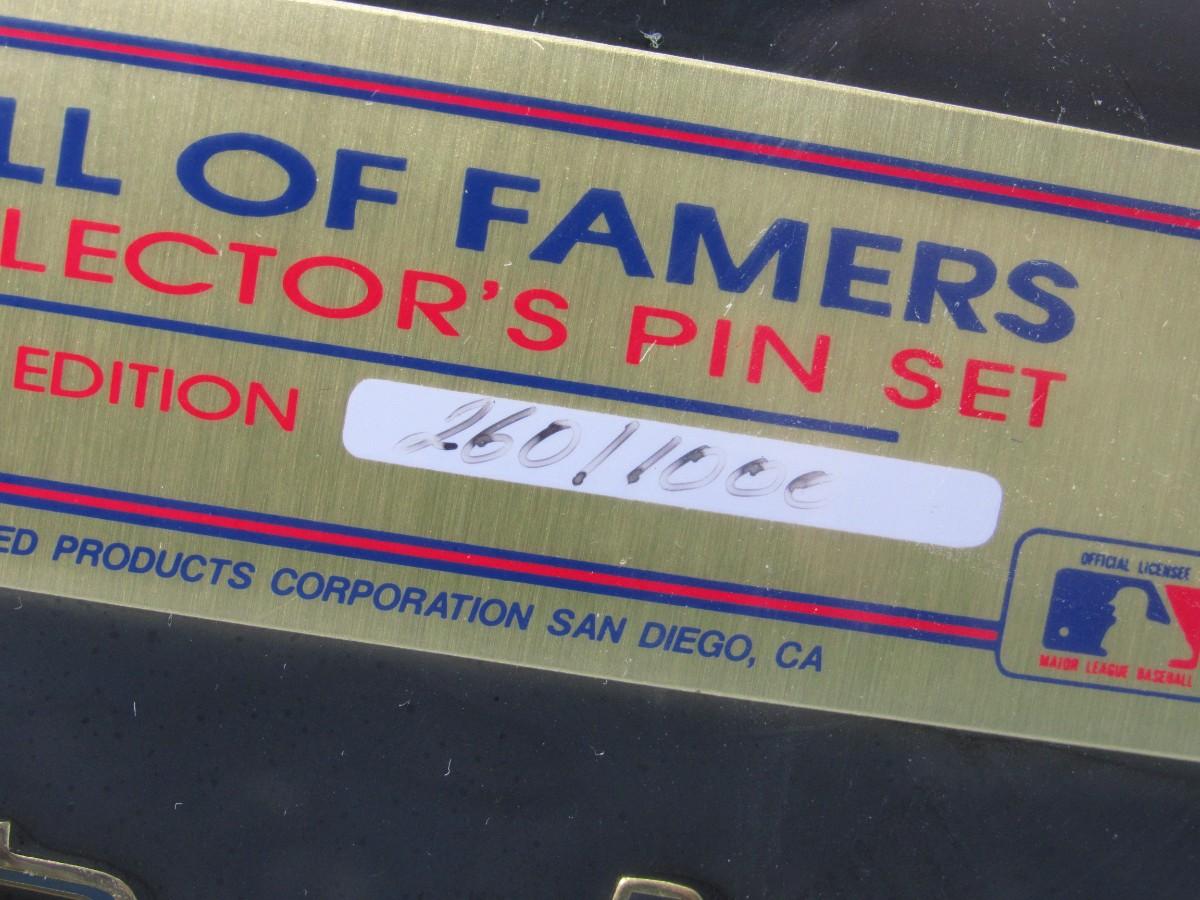 LL OF FAMERS
LECTOR'S PIN SET
EDITION 260/1000
ED PRODUCTS CORPORATION SAN DIEGO, CA
OFFICIAL LICENSEE
MAJOR LEAGUE BASEBALL